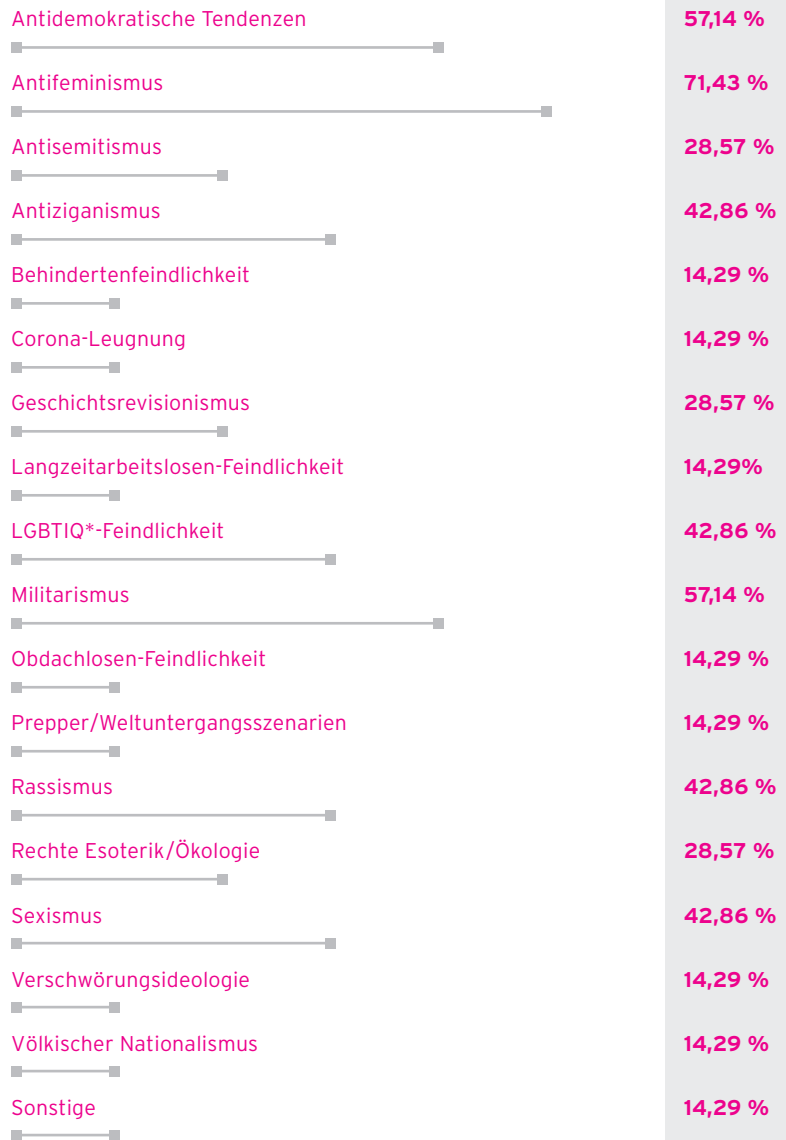 Antidemokratische Tendenzen 57,14 %
Antifeminismus 71,43 %
Antisemitismus 28,57 %
Antiziganismus 42,86 %
Behindertenfeindlichkeit 14,29 %
Corona-Leugnung 14,29 %
Geschichtsrevisionismus 28,57 %
Langzeitarbeitslosen-Feindlichkeit 14,29%
LGBTIQ*-Feindlichkeit 42,86 %
Militarismus 57,14 %
Obdachlosen-Feindlichkeit 14,29 %
Prepper/Weltuntergangsszenarien 14,29 %
Rassismus 42,86 %
Rechte Esoterik/Ökologie 28,57 %
Sexismus 42,86 %
Verschwörungsideologie 14,29 %
Völkischer Nationalismus 14,29 %
Sonstige 14,29 %